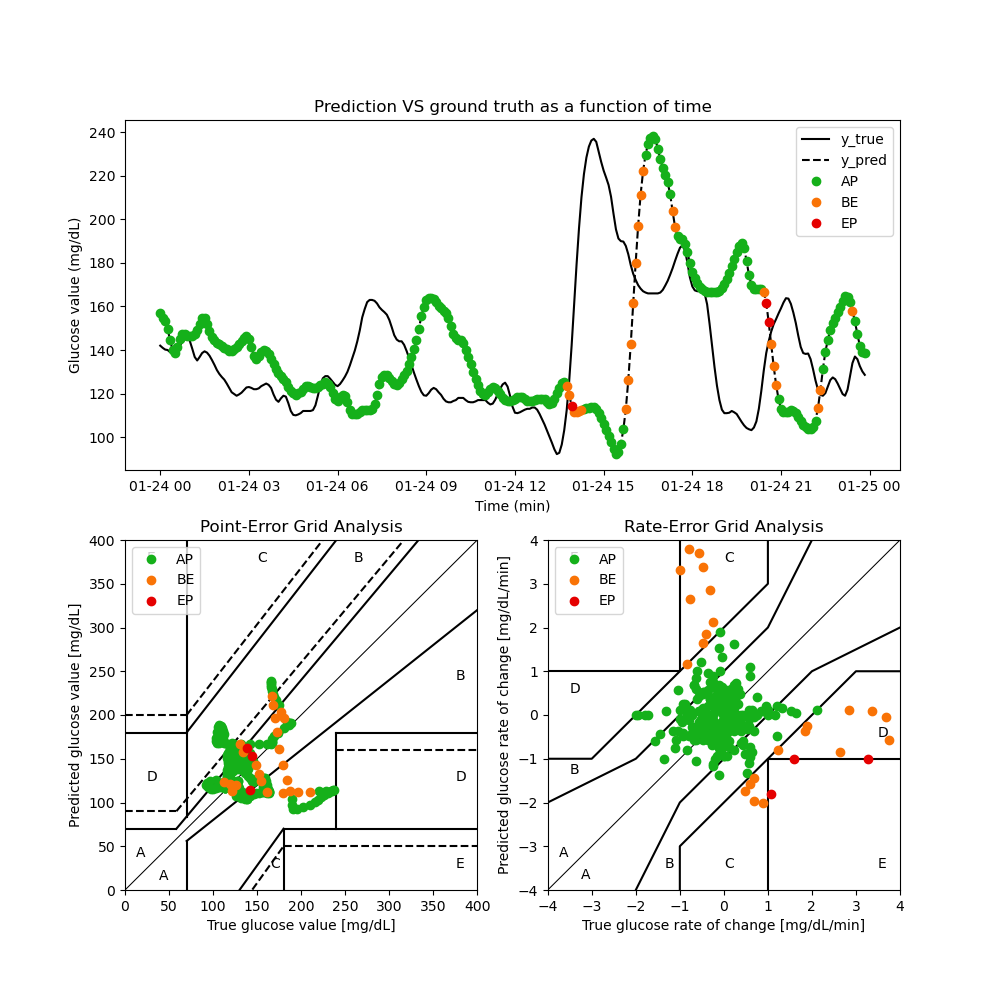 Prediction VS ground truth as a function of time
Glucose value (mg/dL)
240
220
200
180
160
140
120
100
y_true
y_pred
AP
BE
EP
01-24 00 01-24 03 01-24 06 01-24 09 01-24 12 01-24 15 01-24 18 01-24 21 01-25 00
Time (min)
Point-Error Grid Analysis
Predicted glucose value [mg/dL]
400
350
300
250
200
150
100
50
0
AP
BE
EP
C B
B
D D
A
A
C E
0 50 100 150 200 250 300 350 400
True glucose value [mg/dL]
Rate-Error Grid Analysis
Predicted glucose rate of change [mg/dL/min]
4
3
2
1
0
−1
−2
−3
−4
AP
BE
EP
C
D
D
B
A
A
B C E
−4 −3 −2 −1 0 1 2 3 4
True glucose rate of change [mg/dL/min]